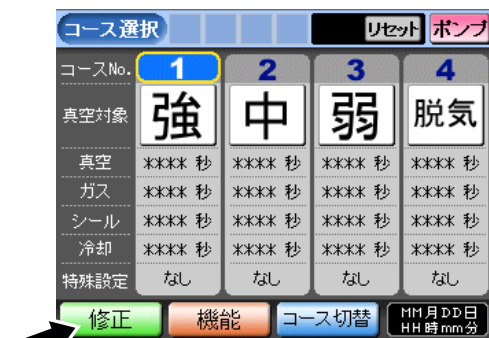 コース選択 リセット ポンプ
コースNo. 1 2 3 4
真空対象 強 中 弱 脱気
真空 **** 秒 **** 秒 **** 秒 **** 秒
ガス **** 秒 **** 秒 **** 秒 **** 秒
シール **** 秒 **** 秒 **** 秒 **** 秒
冷却 **** 秒 **** 秒 **** 秒 **** 秒
特殊設定 なし なし なし なし
修正 機能 コース切替 MM月DD日
HH時mm分